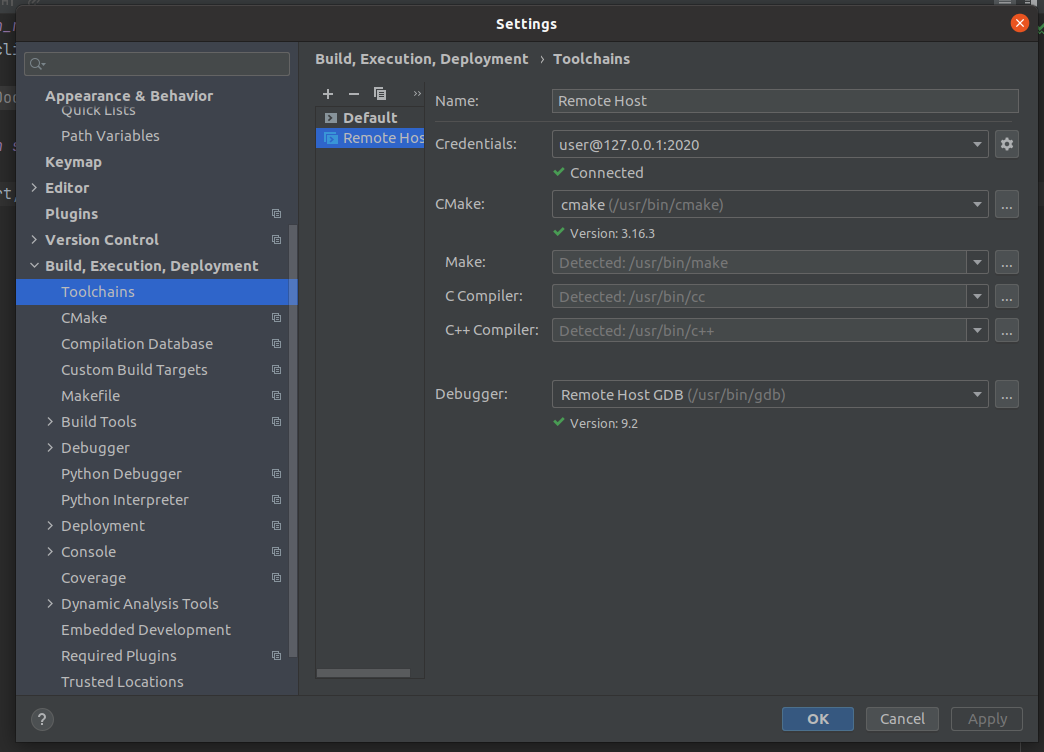 Settings
Appearance & Behavior
Quick Lists
Path Variables
Keymap
Editor
Plugins
Version Control
Build, Execution, Deployment
Toolchains
CMake
Compilation Database
Custom Build Targets
Makefile
Build Tools
Debugger
Python Debugger
Python Interpreter
Deployment
Console
Coverage
Dynamic Analysis Tools
Embedded Development
Required Plugins
Trusted Locations
Build, Execution, Deployment › Toolchains
Default
Remote Hos
Name: Remote Host
Credentials: user@127.0.0.1:2020
Connected
CMake: cmake (/usr/bin/cmake)
Version: 3.16.3
Make: Detected: /usr/bin/make
C Compiler: Detected: /usr/bin/cc
C++ Compiler: Detected: /usr/bin/c++
Debugger: Remote Host GDB (/usr/bin/gdb)
Version: 9.2
? OK Cancel Apply